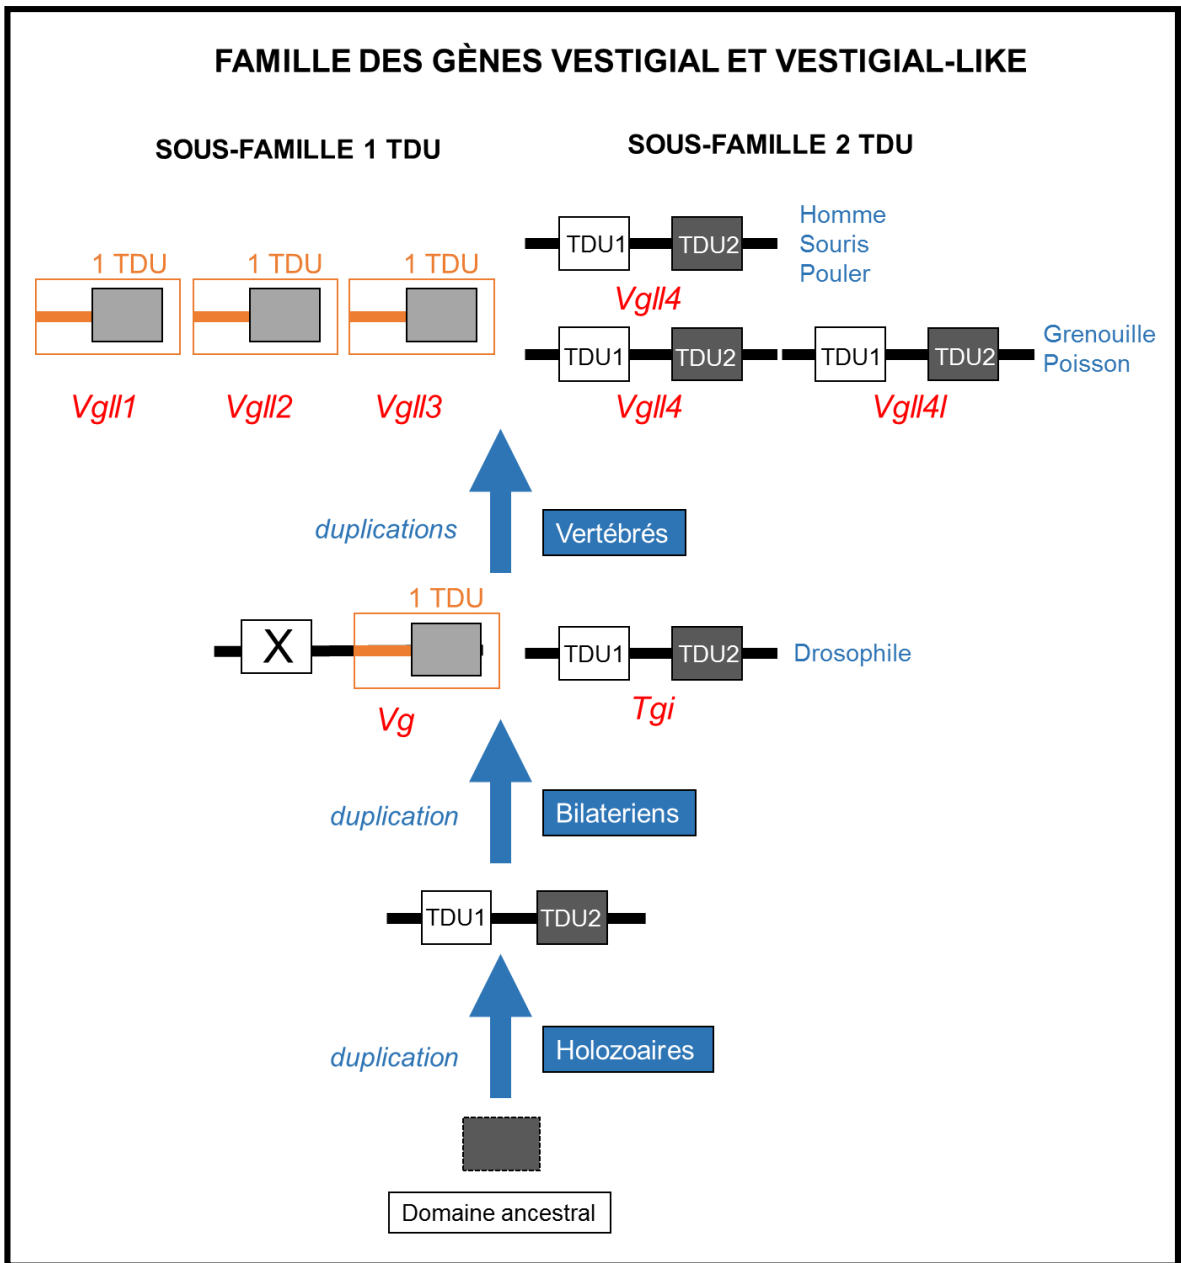 FAMILLE DES GÈNES VESTIGIAL ET VESTIGIAL-LIKE
SOUS-FAMILLE 1 TDU
SOUS-FAMILLE 2 TDU
1 TDU
1 TDU
1 TDU
Vgll1
Vgll2
Vgll3
TDU1
TDU2
Homme
Souris
Pouler
Vgll4
TDU1
TDU2
TDU1
TDU2
Grenouille
Poisson
Vgll4
Vgll4l
duplications
Vertébrés
1 TDU
X
Vg
TDU1
TDU2
Drosophile
Tgi
duplication
Bilateriens
TDU1
TDU2
duplication
Holozoaires
Domaine ancestral